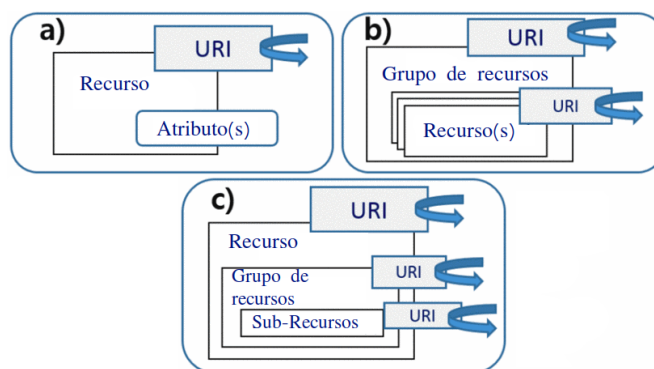 a)
URI
Recurso
Atributo(s)
b)
URI
Grupo de recursos
URI
Recurso(s)
c)
URI
Recurso
URI
Grupo de
recursos
URI
Sub-Recursos